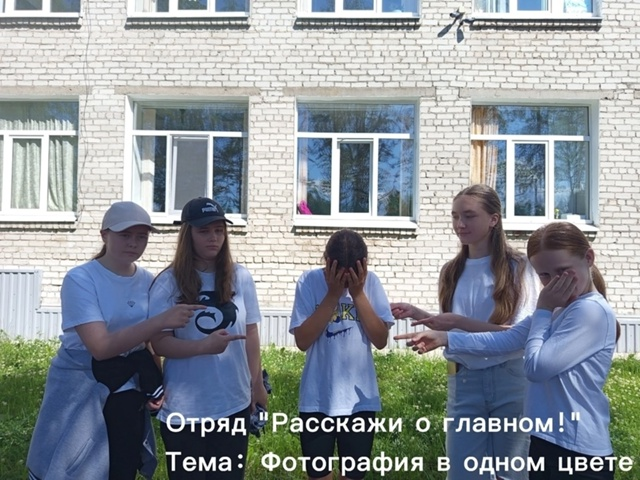 Отряд "Расскажи о главном!"
Тема: Фотография в одном цвете